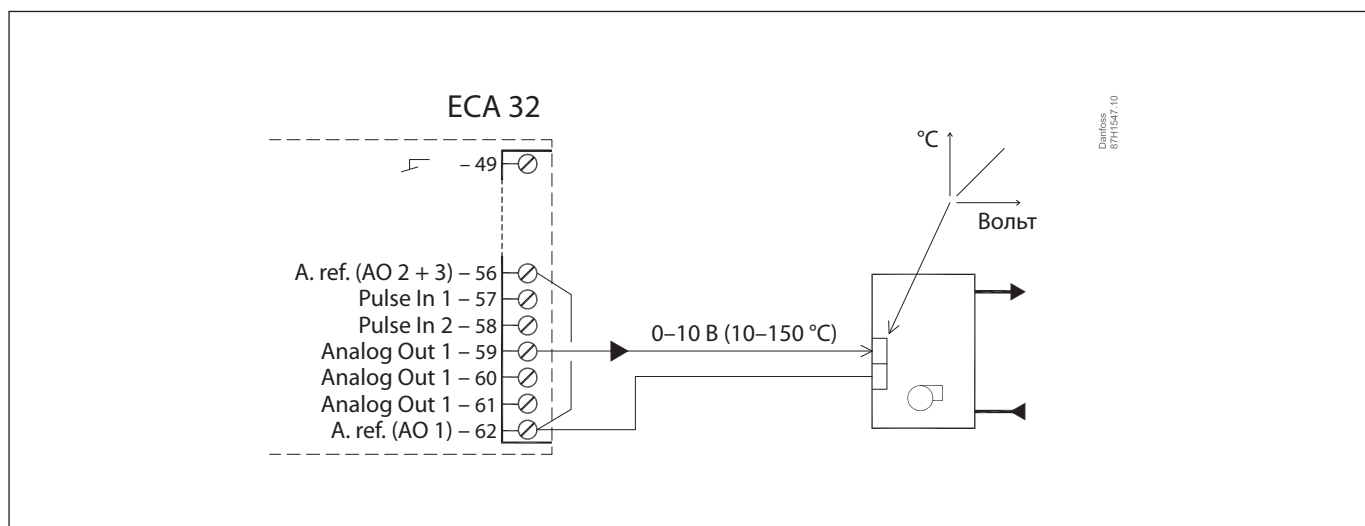 ECA 32
– 49
A. ref. (AO 2 + 3) – 56
Pulse In 1 – 57
Pulse In 2 – 58
Analog Out 1 – 59
Analog Out 1 – 60
Analog Out 1 – 61
A. ref. (AO 1) – 62
0–10 В (10–150 °C)
°C
Вольт
Danfoss
87H1547.10